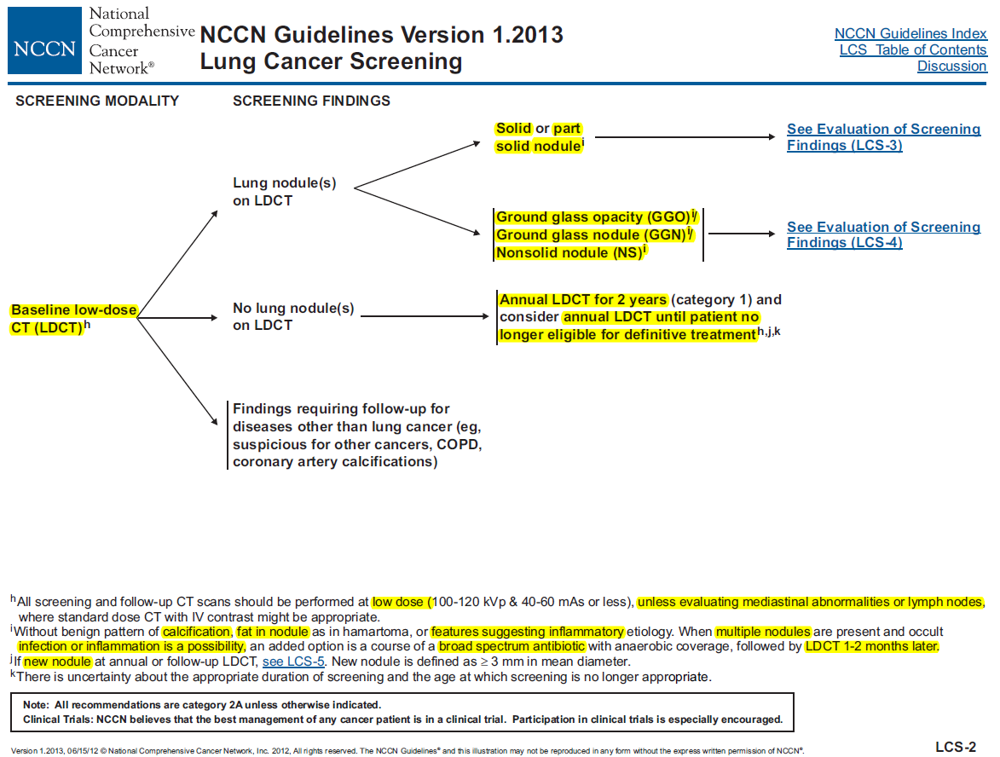 NCCN
National
Comprehensive
Cancer
Network®
NCCN Guidelines Version 1.2013
Lung Cancer Screening
NCCN Guidelines Index
LCS Table of Contents
Discussion
SCREENING MODALITY
SCREENING FINDINGS
Solid or part
solid noduleⁱ
See Evaluation of Screening
Findings (LCS-3)
Lung nodule(s)
on LDCT
Ground glass opacity (GGO)ⁱ/
Ground glass nodule (GGN)ⁱ/
Nonsolid nodule (NS)ⁱ
See Evaluation of Screening
Findings (LCS-4)
Baseline low-dose
CT (LDCT)ʰ
No lung nodule(s)
on LDCT
Annual LDCT for 2 years (category 1) and
consider annual LDCT until patient no
longer eligible for definitive treatmentʰ,ʲ,ᵏ
Findings requiring follow-up for
diseases other than lung cancer (eg,
suspicious for other cancers, COPD,
coronary artery calcifications)
ʰAll screening and follow-up CT scans should be performed at low dose (100-120 kVp & 40-60 mAs or less), unless evaluating mediastinal abnormalities or lymph nodes,
where standard dose CT with IV contrast might be appropriate.
ⁱWithout benign pattern of calcification, fat in nodule as in hamartoma, or features suggesting inflammatory etiology. When multiple nodules are present and occult
infection or inflammation is a possibility, an added option is a course of a broad spectrum antibiotic with anaerobic coverage, followed by LDCT 1-2 months later.
ʲIf new nodule at annual or follow-up LDCT, see LCS-5. New nodule is defined as ≥ 3 mm in mean diameter.
ᵏThere is uncertainty about the appropriate duration of screening and the age at which screening is no longer appropriate.
Note: All recommendations are category 2A unless otherwise indicated.
Clinical Trials: NCCN believes that the best management of any cancer patient is in a clinical trial. Participation in clinical trials is especially encouraged.
Version 1.2013, 06/15/12 © National Comprehensive Cancer Network, Inc. 2012, All rights reserved. The NCCN Guidelines® and this illustration may not be reproduced in any form without the express written permission of NCCN®.
LCS-2